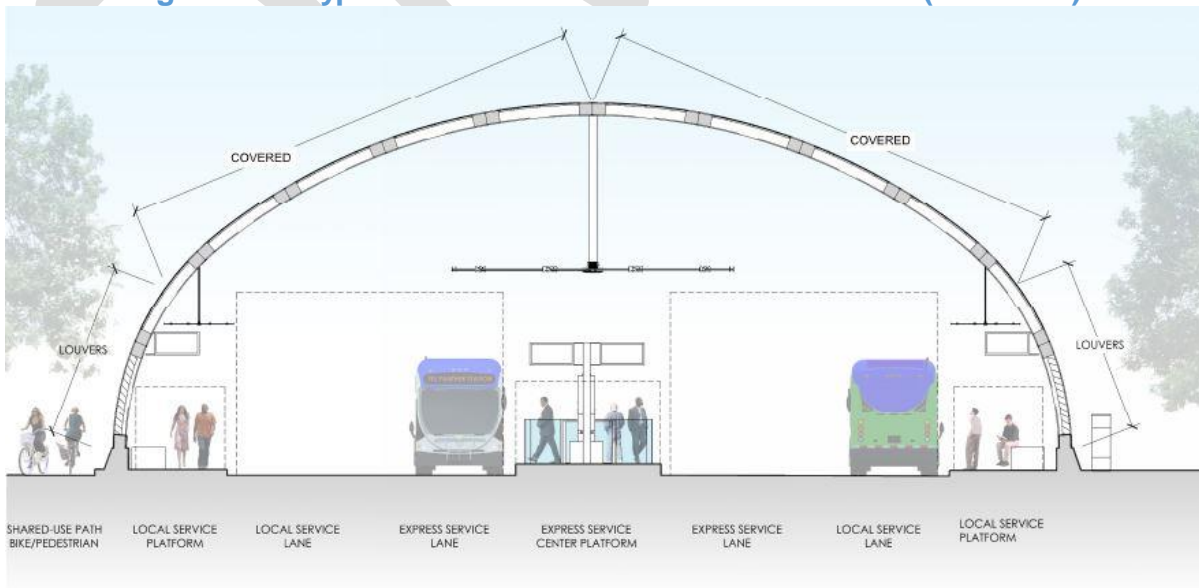 COVERED
COVERED
LOUVERS
LOUVERS
SHARED-USE PATH
BIKE/PEDESTRIAN
LOCAL SERVICE
PLATFORM
LOCAL SERVICE
LANE
EXPRESS SERVICE
LANE
EXPRESS SERVICE
CENTER PLATFORM
EXPRESS SERVICE
LANE
LOCAL SERVICE
LANE
LOCAL SERVICE
PLATFORM